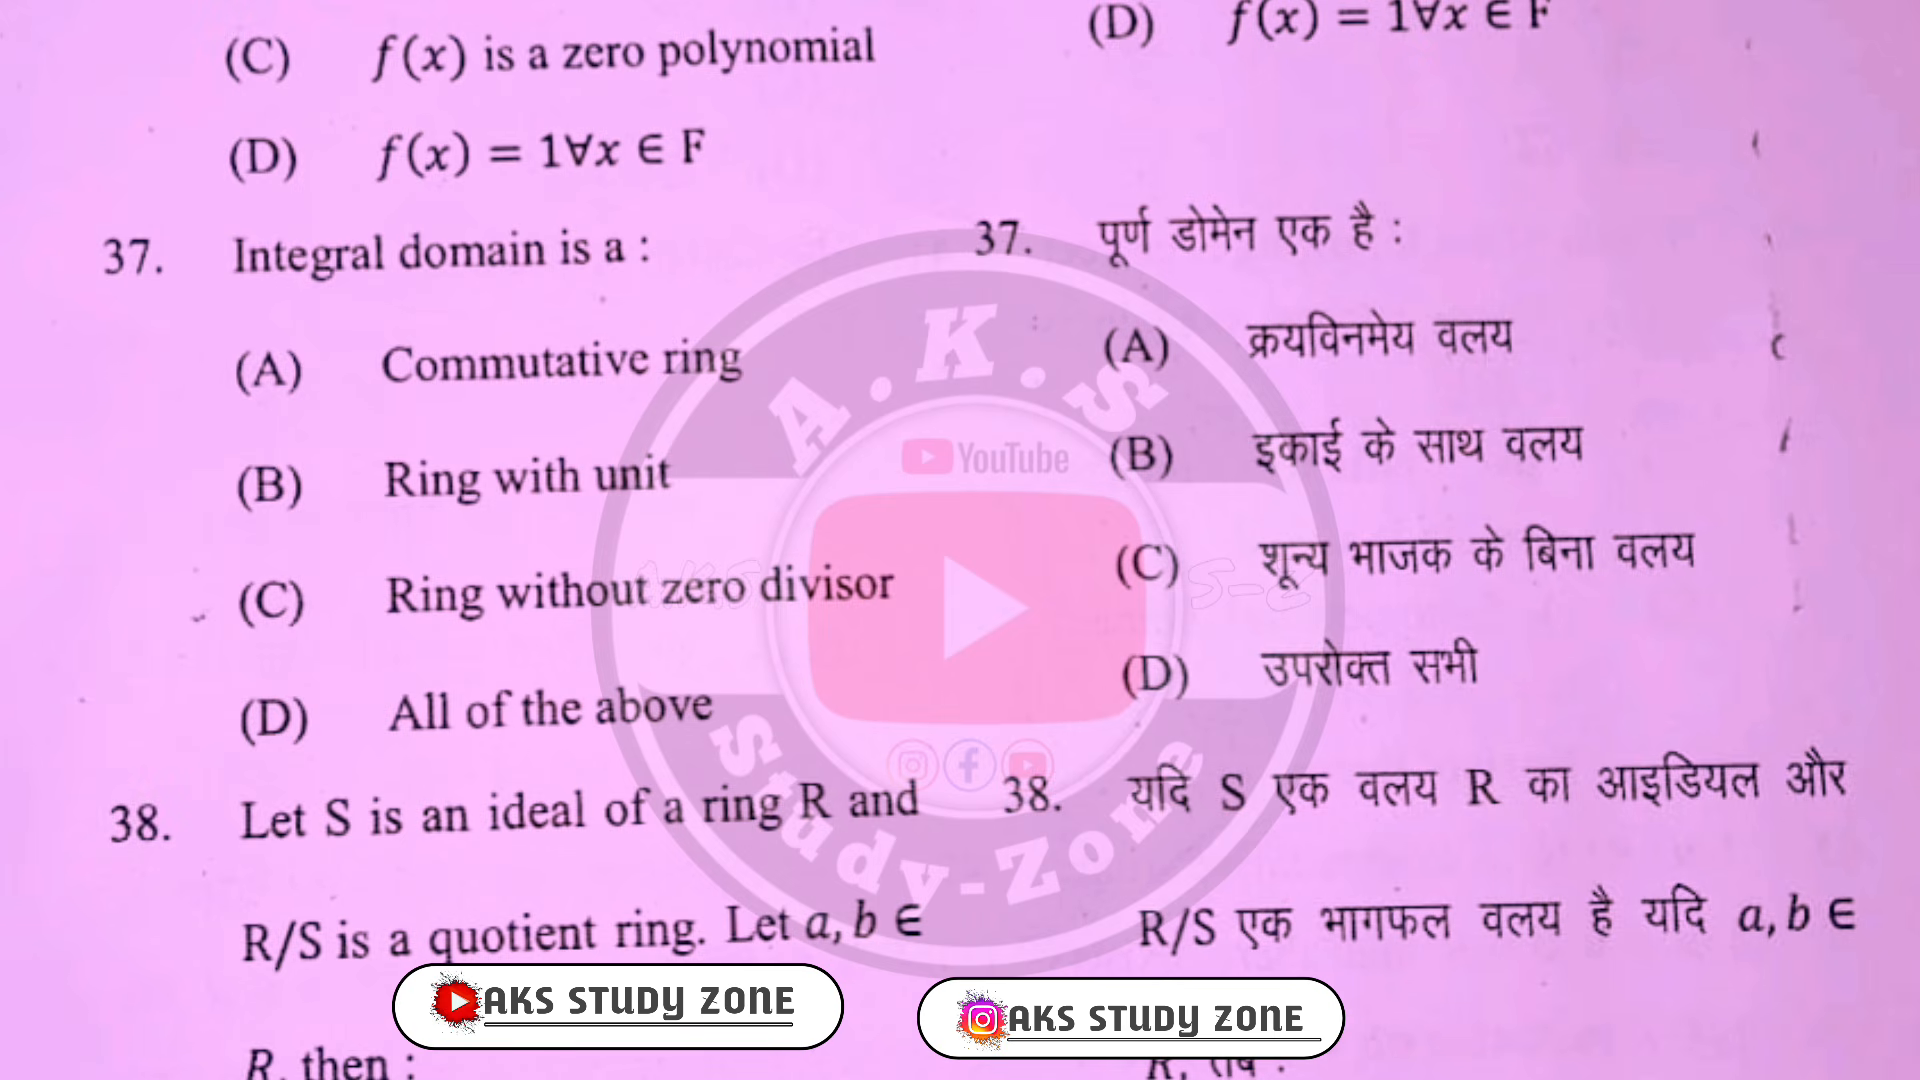 (C) f(x) is a zero polynomial
(D) f(x) = 1∀x ∈ F
37. Integral domain is a :
(A) Commutative ring
(B) Ring with unit
(C) Ring without zero divisor
(D) All of the above
38. Let S is an ideal of a ring R and
R/S is a quotient ring. Let a, b ∈
R, then :
(D) f(x) = 1∀x ∈ F
37. पूर्ण डोमेन एक है :
(A) क्रयविनमेय वलय
(B) इकाई के साथ वलय
(C) शून्य भाजक के बिना वलय
(D) उपरोक्त सभी
38. यदि S एक वलय R का आइडियल और
R/S एक भागफल वलय है यदि a, b ∈
R, तब :
A.K.S
YouTube
Study-Zone
AKS STUDY ZONE
AKS STUDY ZONE